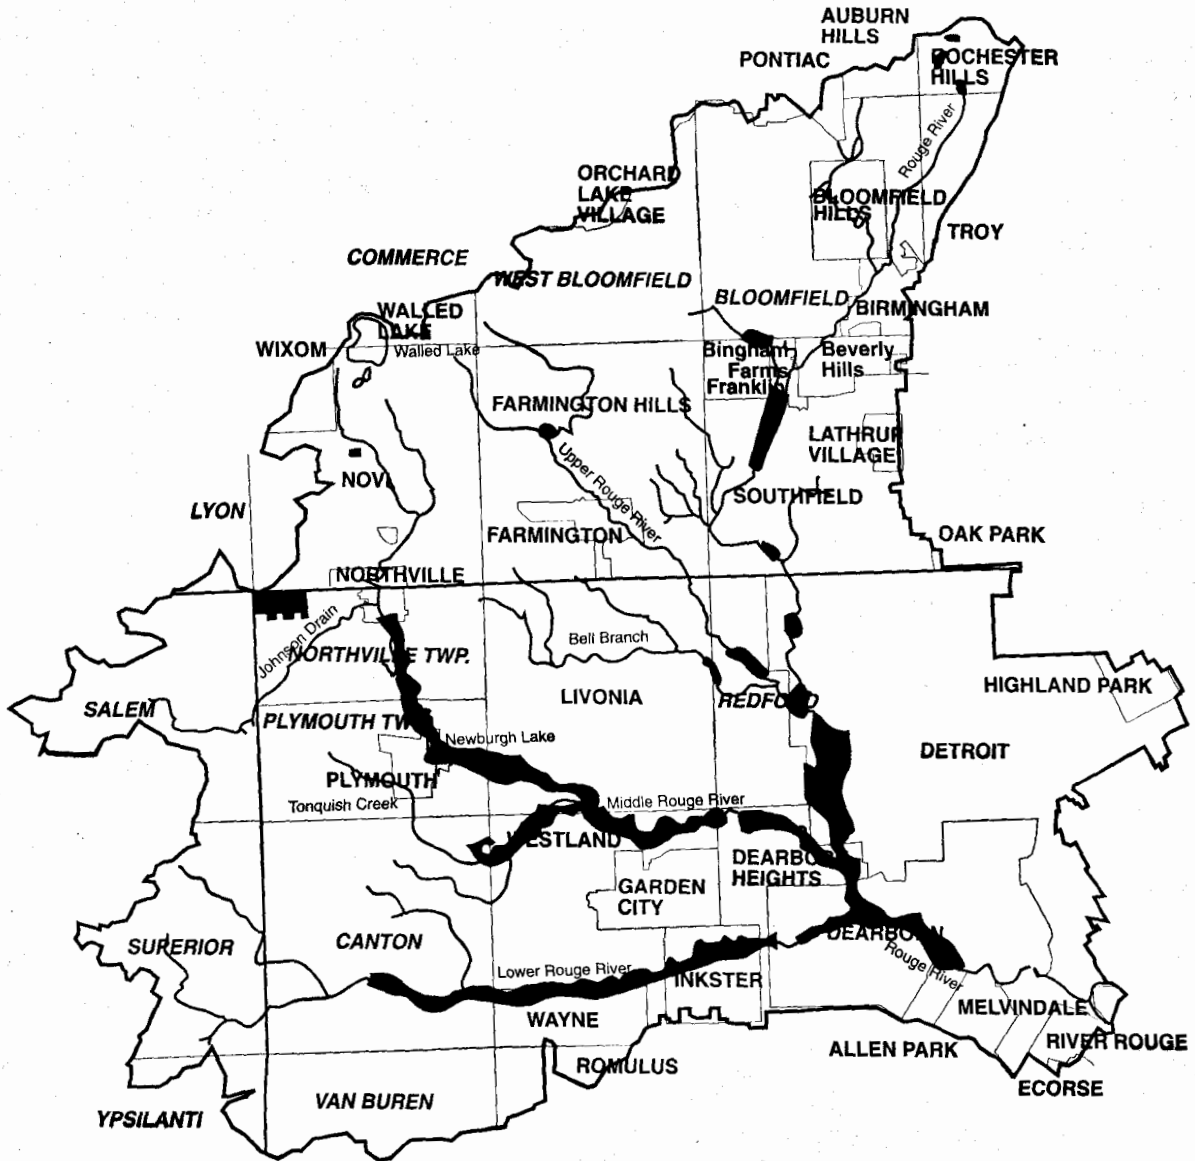 AUBURN
HILLS
PONTIAC
ROCHESTER
HILLS
Rouge River
ORCHARD
LAKE
VILLAGE
BLOOMFIELD
HILLS
TROY
COMMERCE
WEST BLOOMFIELD
BLOOMFIELD
BIRMINGHAM
WALLED
LAKE
WIXOM
Walled Lake
Bingham
Farms
Franklin
Beverly
Hills
FARMINGTON HILLS
LATHRUP
VILLAGE
Upper Rouge River
NOVI
SOUTHFIELD
LYON
FARMINGTON
OAK PARK
NORTHVILLE
Johnson Drain
Bell Branch
NORTHVILLE TWP.
LIVONIA
REDFORD
HIGHLAND PARK
SALEM
PLYMOUTH TWP.
Newburgh Lake
DETROIT
PLYMOUTH
Tonquish Creek
Middle Rouge River
WESTLAND
DEARBORN
HEIGHTS
GARDEN
CITY
SUPERIOR
CANTON
DEARBORN
Rouge River
Lower Rouge River
INKSTER
MELVINDALE
WAYNE
RIVER ROUGE
ALLEN PARK
ROMULUS
ECORSE
VAN BUREN
YPSILANTI